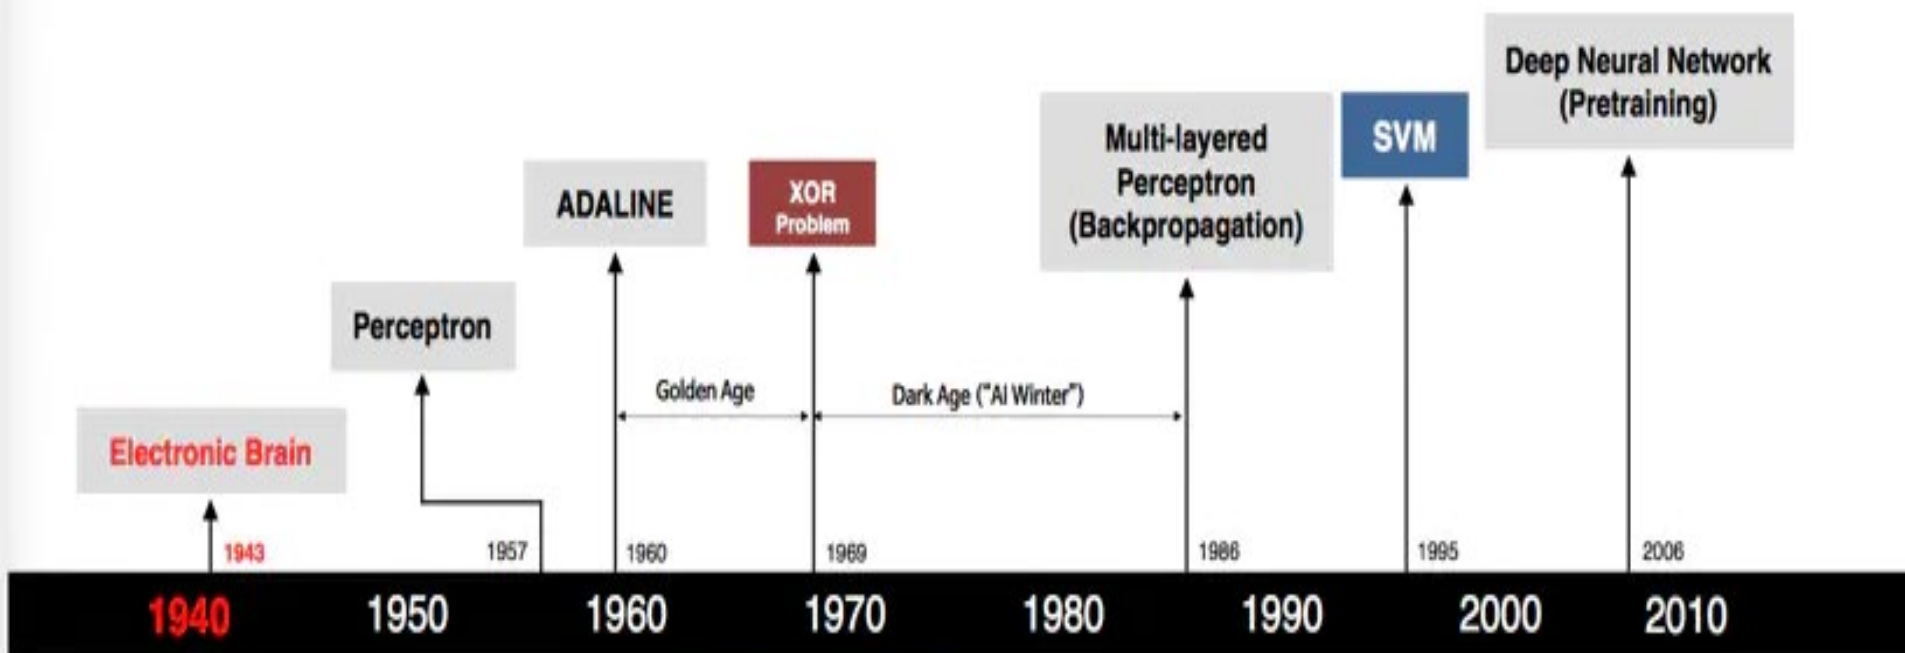 Deep Neural Network
(Pretraining)
Multi-layered
Perceptron
(Backpropagation)
SVM
ADALINE
XOR
Problem
Perceptron
Golden Age
Dark Age ("AI Winter")
Electronic Brain
1943
1957
1960
1969
1986
1995
2006
1940
1950
1960
1970
1980
1990
2000
2010